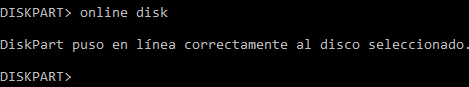 DISKPART> online disk
DiskPart puso en línea correctamente al disco seleccionado.
DISKPART>